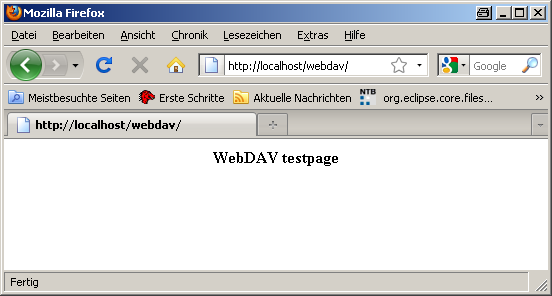 Mozilla Firefox
Datei Bearbeiten Ansicht Chronik Lesezeichen Extras Hilfe
http://localhost/webdav/ Google
Meistbesuchte Seiten Erste Schritte Aktuelle Nachrichten NTB org.eclipse.core.files... »
http://localhost/webdav/
WebDAV testpage
Fertig